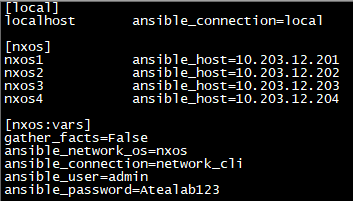 [local]
localhost ansible_connection=local
[nxos]
nxos1 ansible_host=10.203.12.201
nxos2 ansible_host=10.203.12.202
nxos3 ansible_host=10.203.12.203
nxos4 ansible_host=10.203.12.204
[nxos:vars]
gather_facts=False
ansible_network_os=nxos
ansible_connection=network_cli
ansible_user=admin
ansible_password=Atealab123